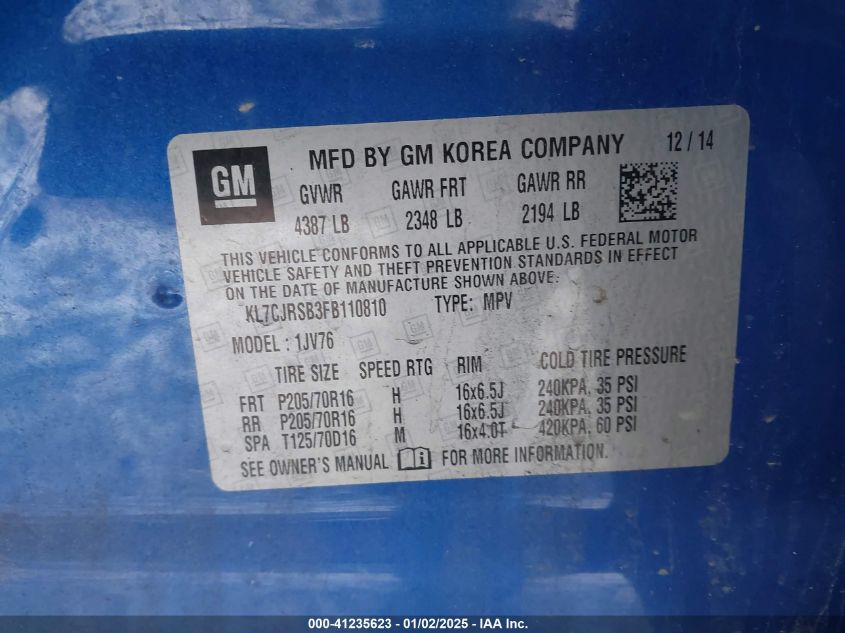 GM
MFD BY GM KOREA COMPANY 12 / 14
GVWR GAWR FRT GAWR RR
4387 LB 2348 LB 2194 LB
THIS VEHICLE CONFORMS TO ALL APPLICABLE U.S. FEDERAL MOTOR
VEHICLE SAFETY AND THEFT PREVENTION STANDARDS IN EFFECT
ON THE DATE OF MANUFACTURE SHOWN ABOVE.
KL7CJRSB3FB110810 TYPE: MPV
MODEL : 1JV76
TIRE SIZE SPEED RTG RIM COLD TIRE PRESSURE
FRT P205/70R16 H 16x6.5J 240KPA, 35 PSI
RR P205/70R16 H 16x6.5J 240KPA, 35 PSI
SPA T125/70D16 M 16x4.0T 420KPA, 60 PSI
SEE OWNER'S MANUAL i FOR MORE INFORMATION.
000-41235623 - 01/02/2025 - IAA Inc.